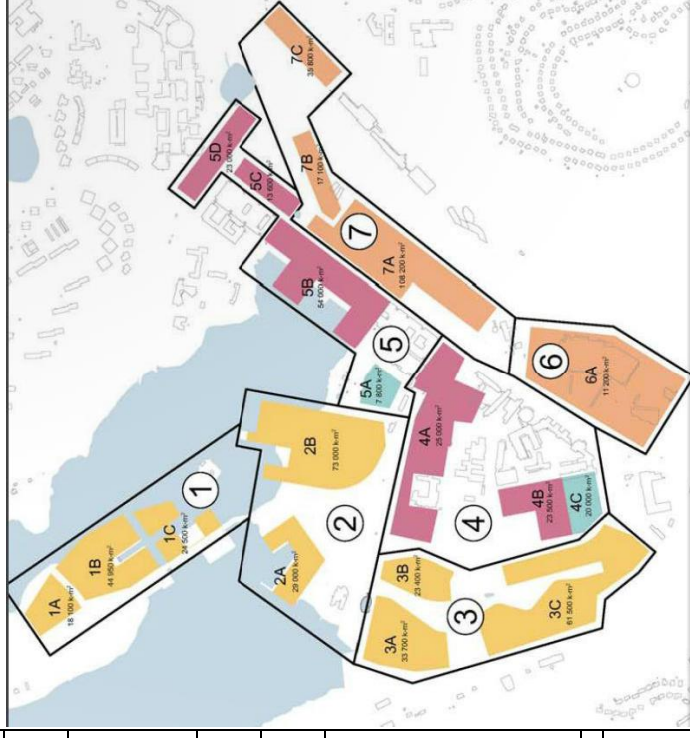 1A
18 100 k-m²
1B
44 950 k-m²
1C
24 500 k-m²
1
2A
29 000 k-m²
2B
73 000 k-m²
2
3A
33 700 k-m²
3B
23 400 k-m²
3C
61 500 k-m²
3
4A
25 000 k-m²
4B
23 500 k-m²
4C
20 000 k-m²
4
5A
7 800 k-m²
5B
54 000 k-m²
5C
13 600 k-m²
5D
23 000 k-m²
5
6
6A
11 200 k-m²
7A
108 200 k-m²
7B
17 100 k-m²
7C
35 800 k-m²
7